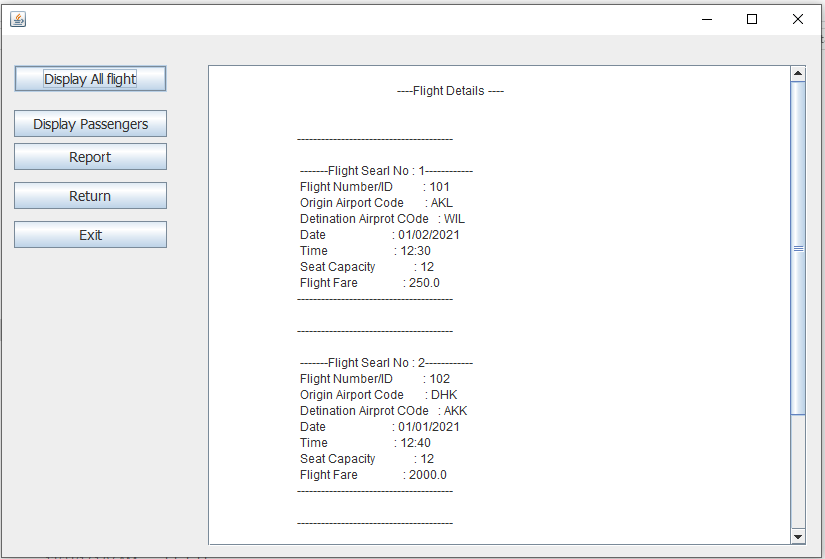 Display All flight
Display Passengers
Report
Return
Exit
----Flight Details ----
---------------------------------------
-------Flight Searl No : 1------------
Flight Number/ID : 101
Origin Airport Code : AKL
Detination Airprot COde : WIL
Date : 01/02/2021
Time : 12:30
Seat Capacity : 12
Flight Fare : 250.0
---------------------------------------
---------------------------------------
-------Flight Searl No : 2------------
Flight Number/ID : 102
Origin Airport Code : DHK
Detination Airprot COde : AKK
Date : 01/01/2021
Time : 12:40
Seat Capacity : 12
Flight Fare : 2000.0
---------------------------------------
---------------------------------------